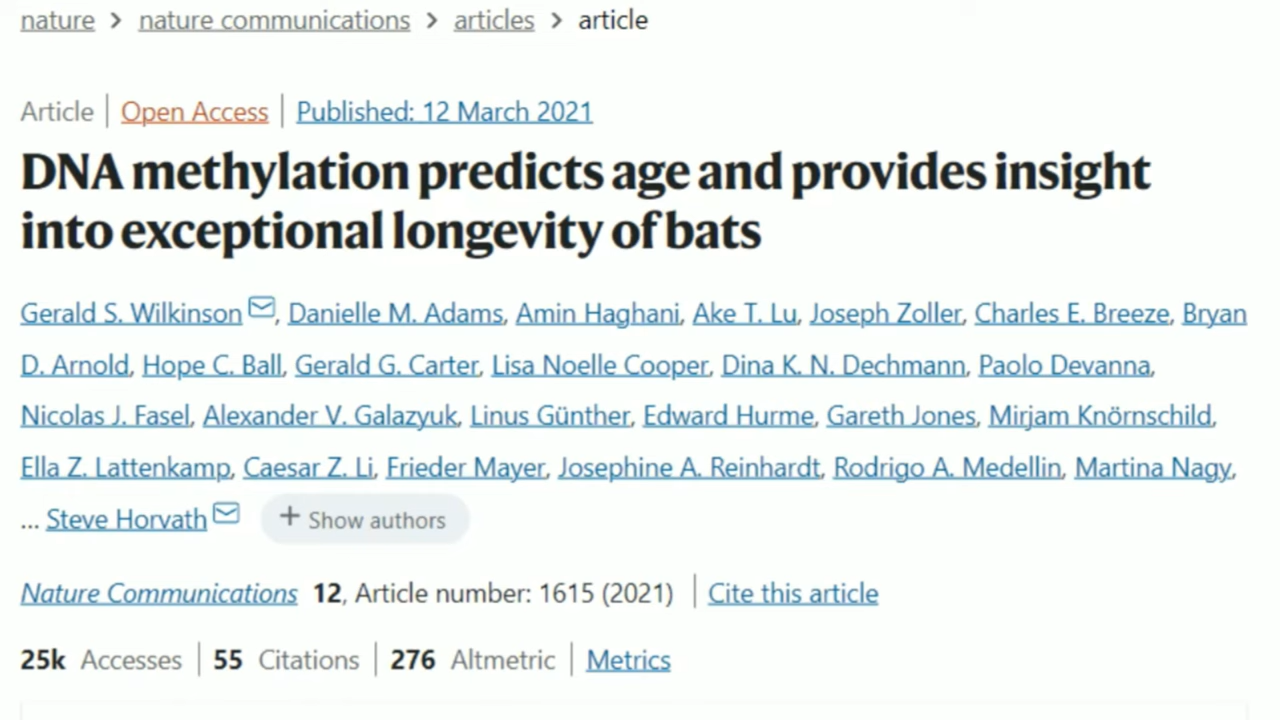 nature > nature communications > articles > article
Article | Open Access | Published: 12 March 2021
DNA methylation predicts age and provides insight
into exceptional longevity of bats
Gerald S. Wilkinson, Danielle M. Adams, Amin Haghani, Ake T. Lu, Joseph Zoller, Charles E. Breeze, Bryan
D. Arnold, Hope C. Ball, Gerald G. Carter, Lisa Noelle Cooper, Dina K. N. Dechmann, Paolo Devanna,
Nicolas J. Fasel, Alexander V. Galazyuk, Linus Günther, Edward Hurme, Gareth Jones, Mirjam Knörnschild,
Ella Z. Lattenkamp, Caesar Z. Li, Frieder Mayer, Josephine A. Reinhardt, Rodrigo A. Medellin, Martina Nagy,
... Steve Horvath + Show authors
Nature Communications 12, Article number: 1615 (2021) | Cite this article
25k Accesses | 55 Citations | 276 Altmetric | Metrics